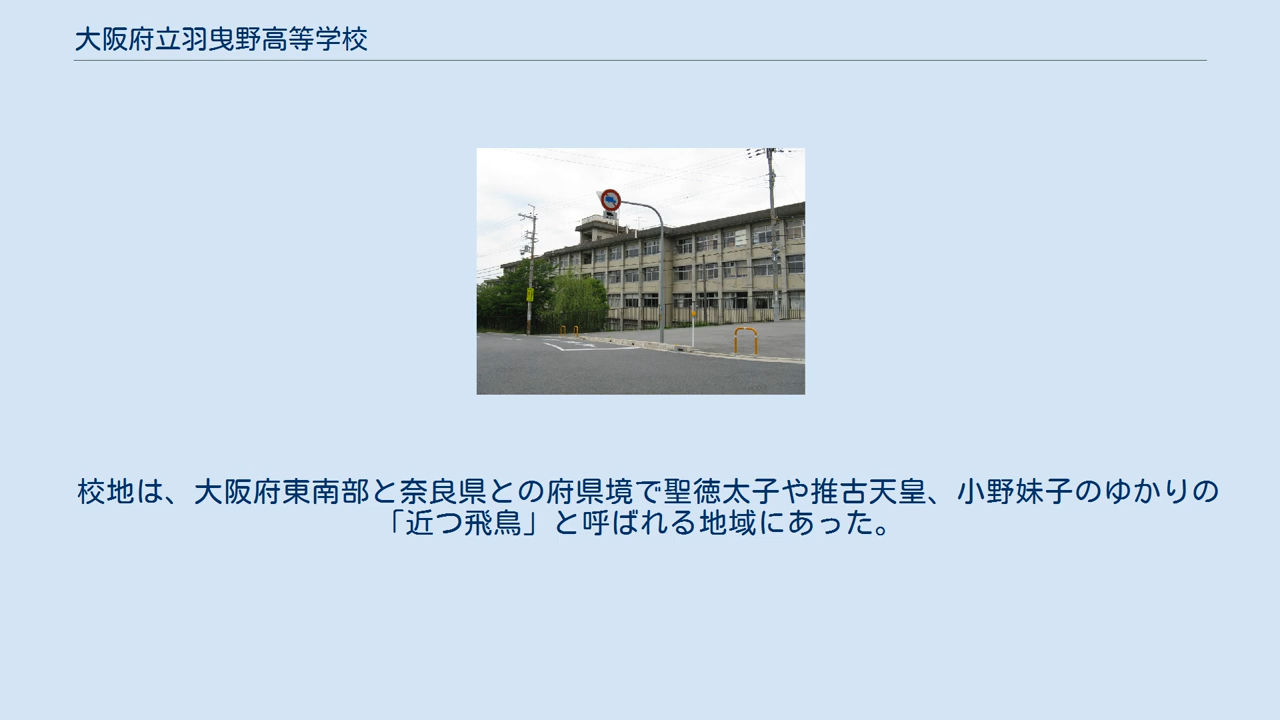 大阪府立羽曳野高等学校
校地は、大阪府東南部と奈良県との府県境で聖徳太子や推古天皇、小野妹子のゆかりの
「近つ飛鳥」と呼ばれる地域にあった。